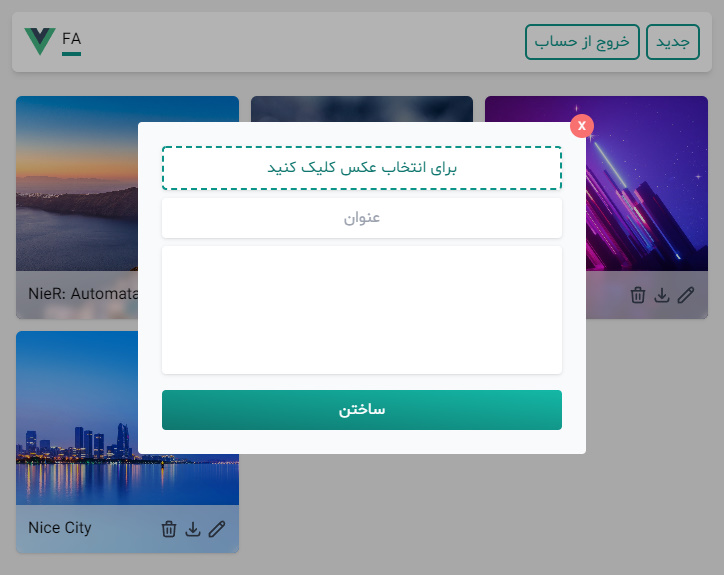 FA
خروج از حساب
جدید
x
برای انتخاب عکس کلیک کنید
عنوان
ساختن
NieR: Automata
Nice City